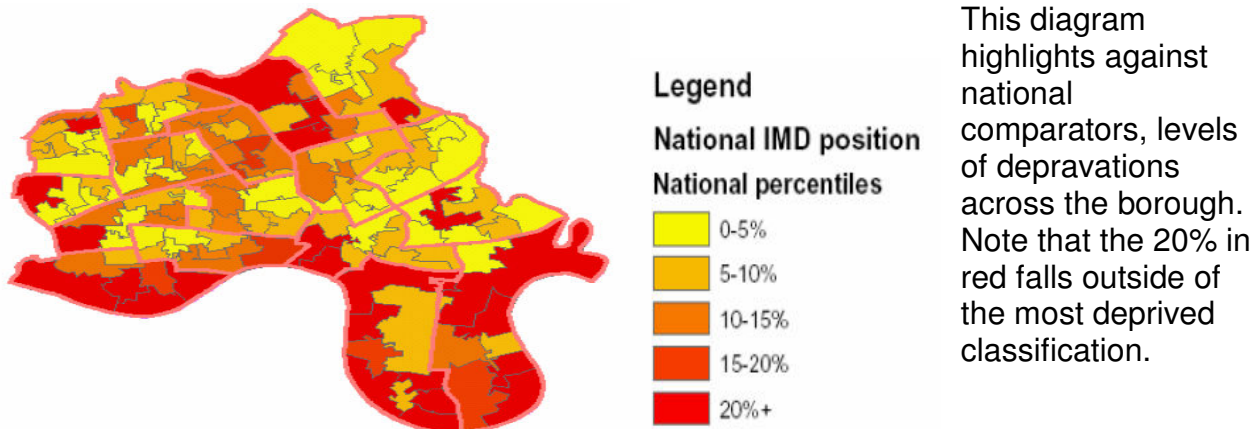 Legend
National IMD position
National percentiles
0-5%
5-10%
10-15%
15-20%
20%+
This diagram
highlights against
national
comparators, levels
of depravations
across the borough.
Note that the 20% in
red falls outside of
the most deprived
classification.